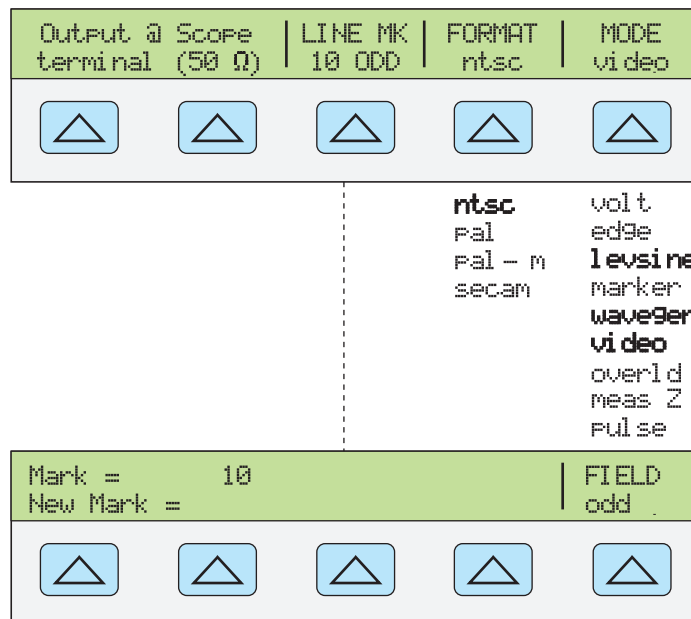 Output @ Scope
terminal (50 Ω)
LINE MK
10 ODD
FORMAT
ntsc
MODE
video
ntsc
pal
pal – m
secam
volt
edge
levsine
marker
wavegen
video
overld
meas Z
pulse
Mark = 10
New Mark =
FIELD
odd